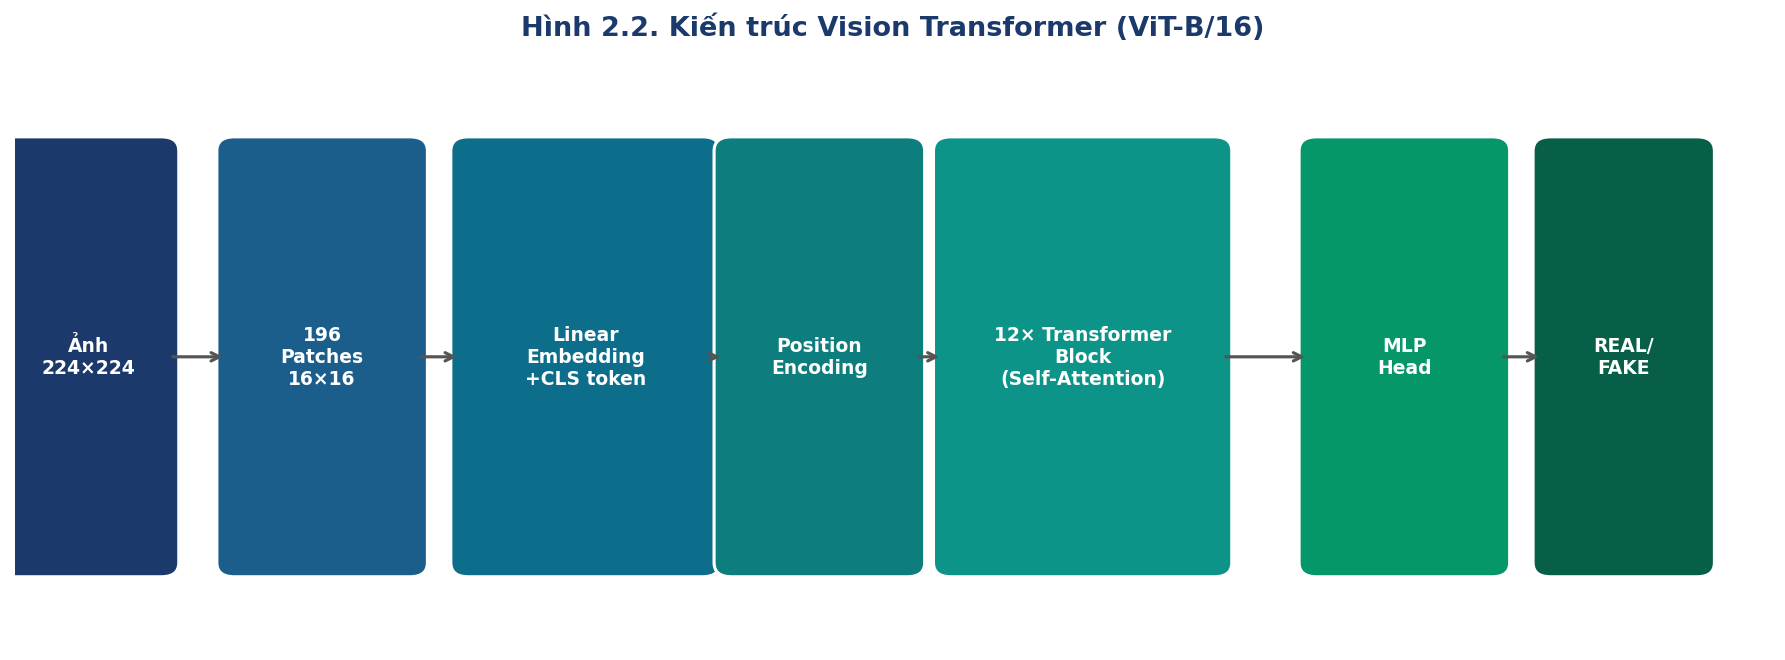 Hình 2.2. Kiến trúc Vision Transformer (ViT-B/16)
Ảnh
224×224
196
Patches
16×16
Linear
Embedding
+CLS token
Position
Encoding
12× Transformer
Block
(Self-Attention)
MLP
Head
REAL/
FAKE